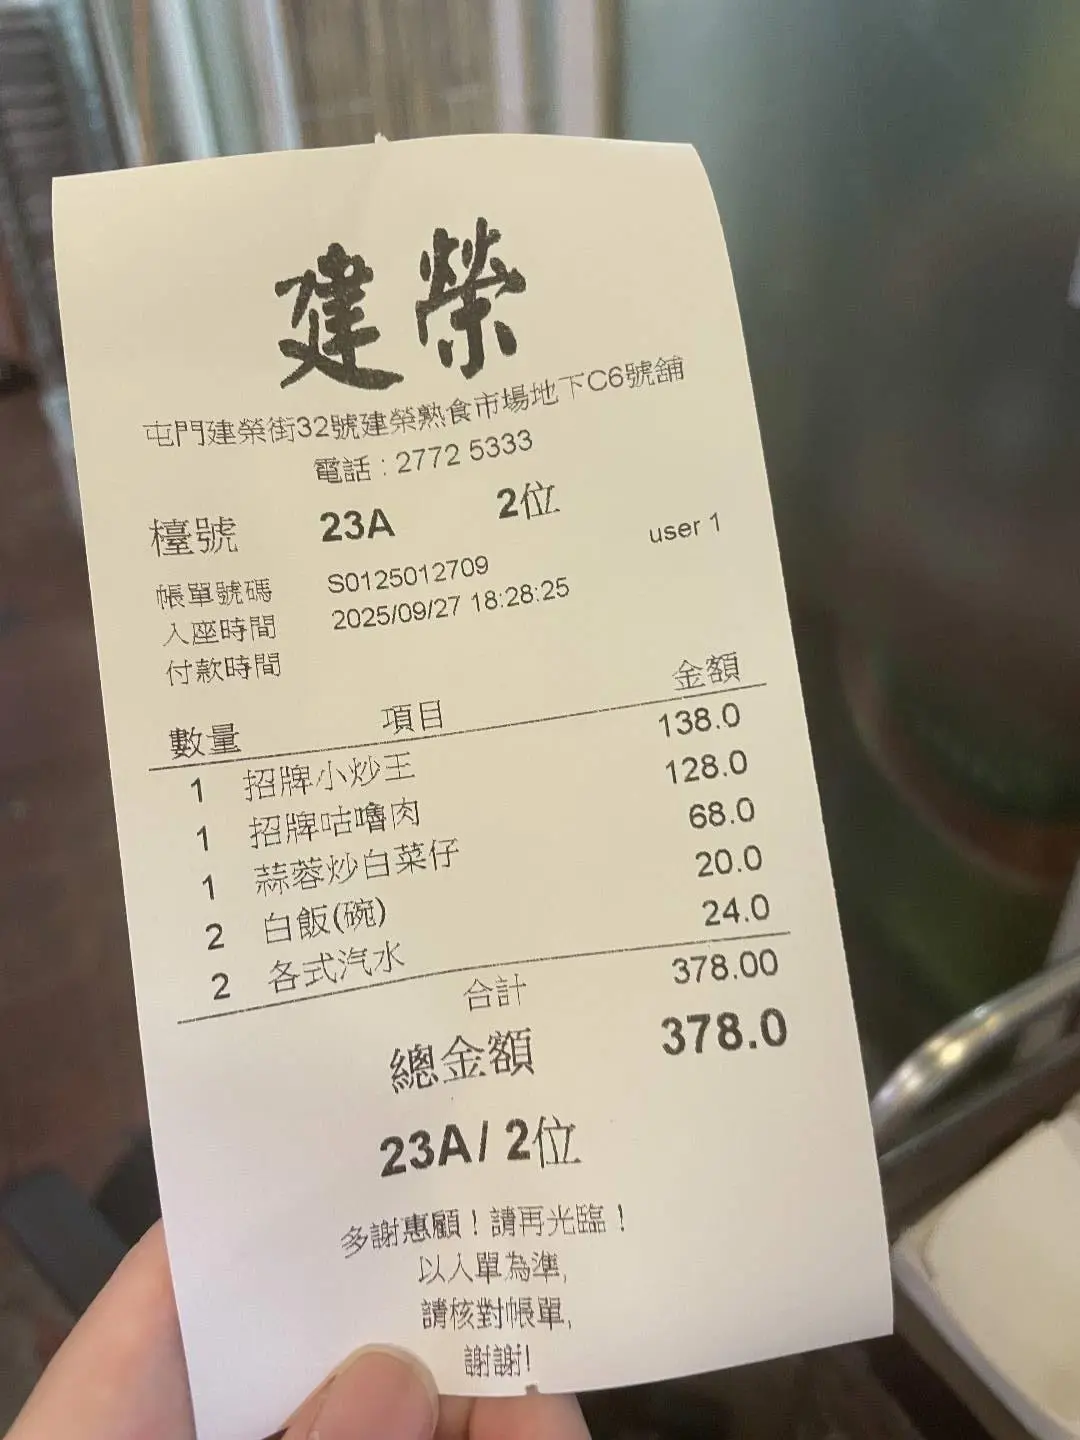 建榮
屯門建榮街32號建榮熟食市場地下C6號舖
電話：2772 5333
檯號 23A 2位
帳單號碼 S0125012709 user 1
入座時間 2025/09/27 18:28:25
付款時間
數量 項目 金額
1 招牌小炒王 138.0
1 招牌咕嚕肉 128.0
1 蒜蓉炒白菜仔 68.0
2 白飯(碗) 20.0
2 各式汽水 24.0
合計 378.00
總金額 378.0
23A/ 2位
多謝惠顧！請再光臨！
以入單為準,
請核對帳單,
謝謝!